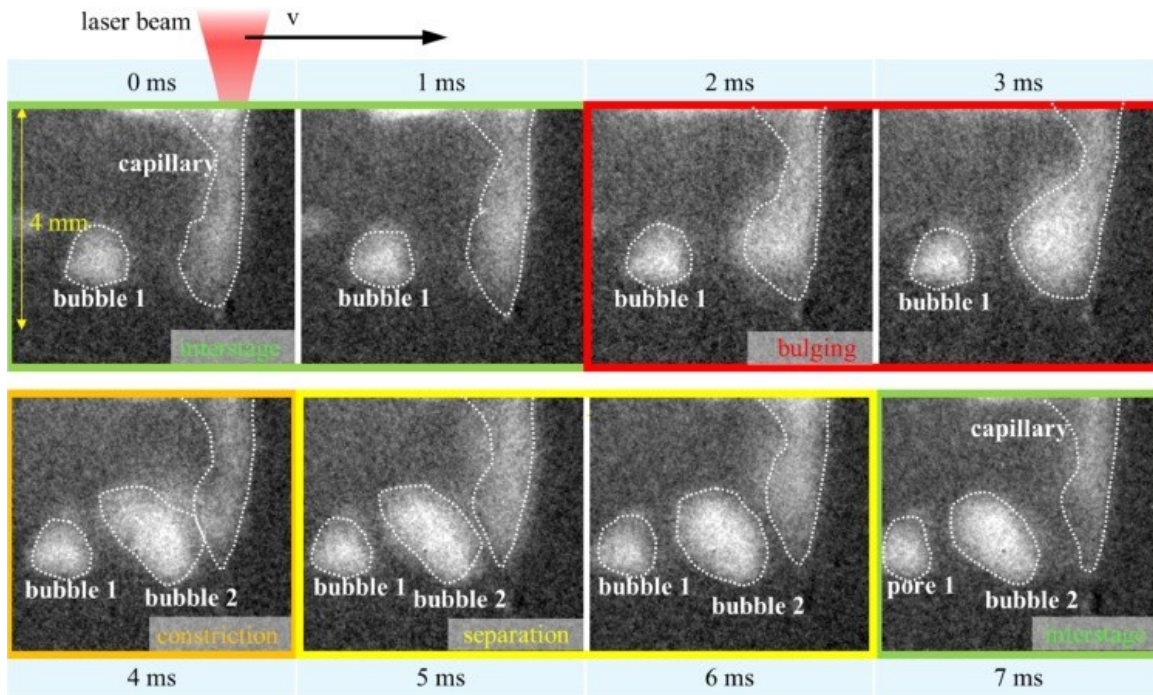 laser beam
v
0 ms
1 ms
2 ms
3 ms
capillary
4 mm
bubble 1
bubble 1
bubble 1
bubble 1
interstage
bulging
capillary
bubble 1
bubble 2
bubble 1
bubble 2
bubble 1
bubble 2
pore 1
bubble 2
constriction
separation
interstage
4 ms
5 ms
6 ms
7 ms